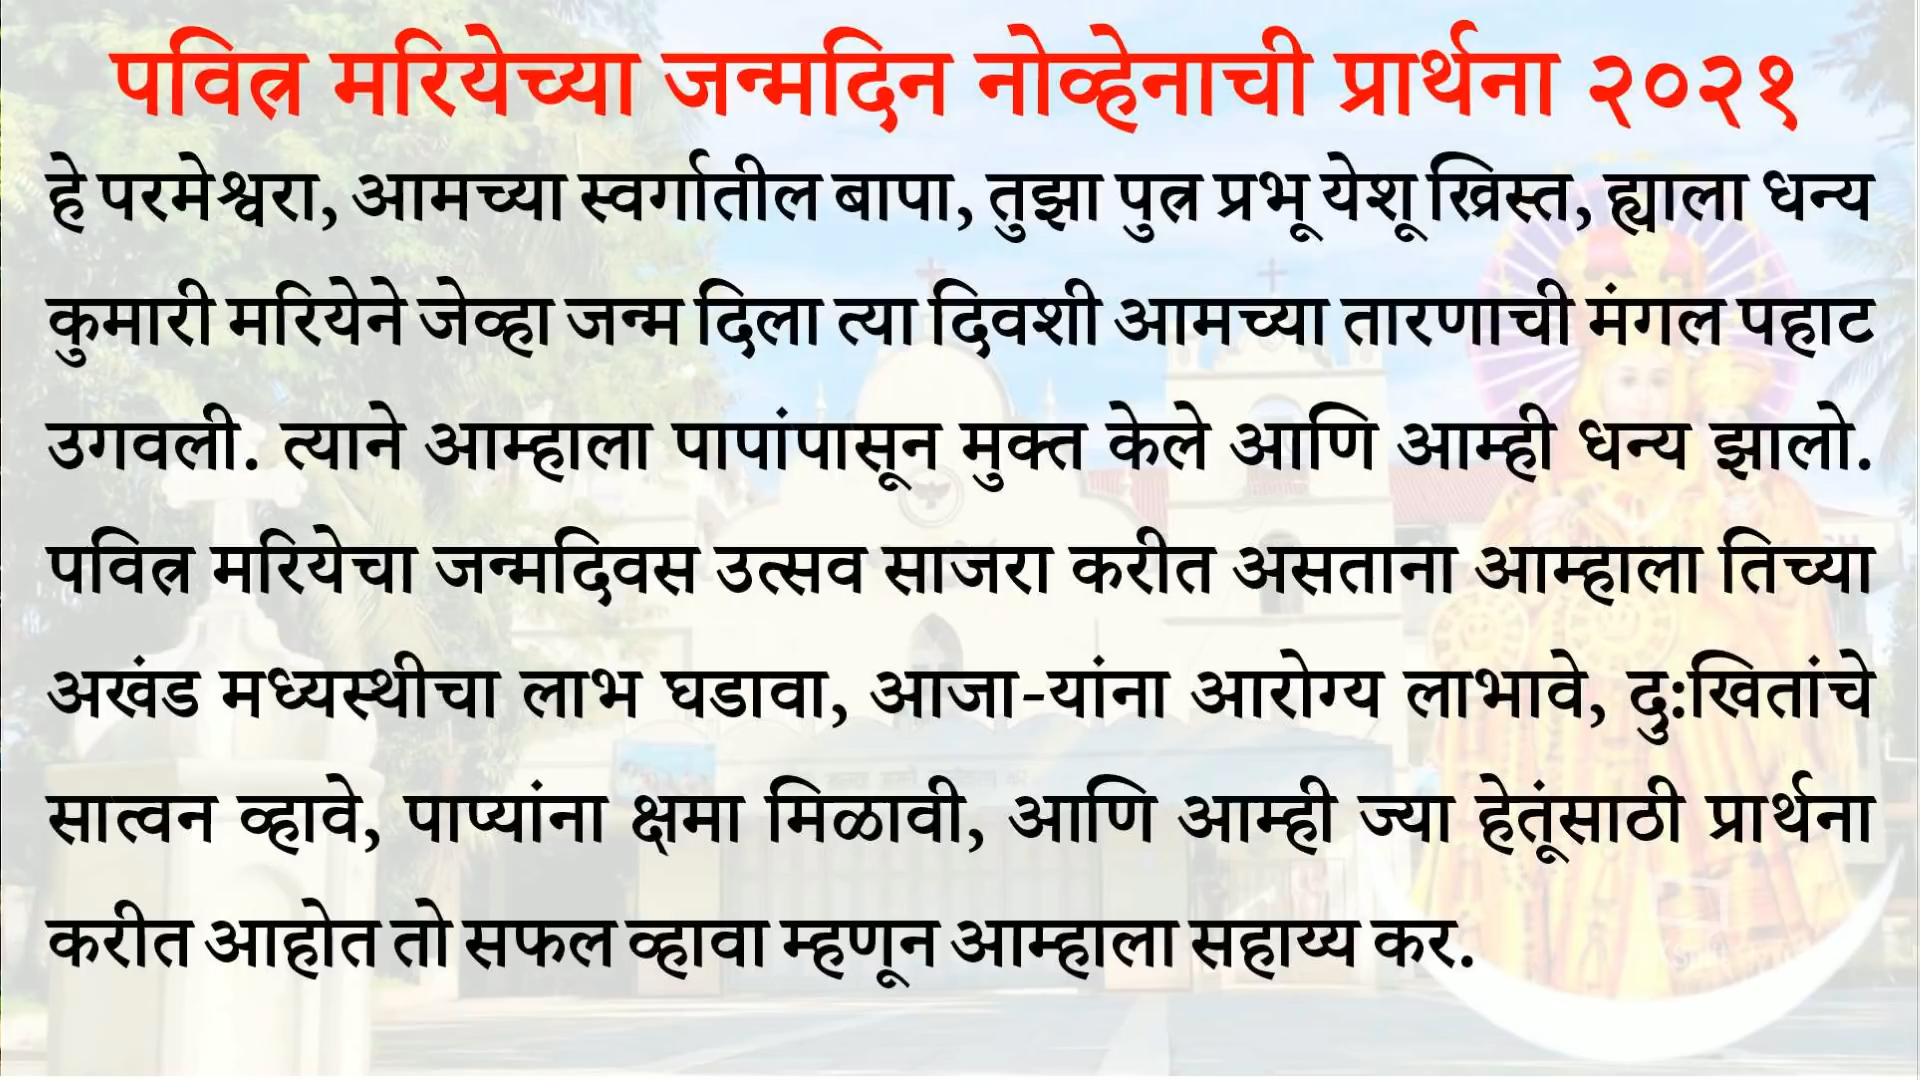 पवित्र मरियेच्या जन्मदिन नोव्हेनाची प्रार्थना २०२१
हे परमेश्वरा, आमच्या स्वर्गातील बापा, तुझा पुत्र प्रभू येशू ख्रिस्त, ह्याला धन्य
कुमारी मरियेने जेव्हा जन्म दिला त्या दिवशी आमच्या तारणाची मंगल पहाट
उगवली. त्याने आम्हाला पापांपासून मुक्त केले आणि आम्ही धन्य झालो.
पवित्र मरियेचा जन्मदिवस उत्सव साजरा करीत असताना आम्हाला तिच्या
अखंड मध्यस्थीचा लाभ घडावा, आजा-यांना आरोग्य लाभावे, दु:खितांचे
सात्वन व्हावे, पाप्यांना क्षमा मिळावी, आणि आम्ही ज्या हेतूंसाठी प्रार्थना
करीत आहोत तो सफल व्हावा म्हणून आम्हाला सहाय्य कर.